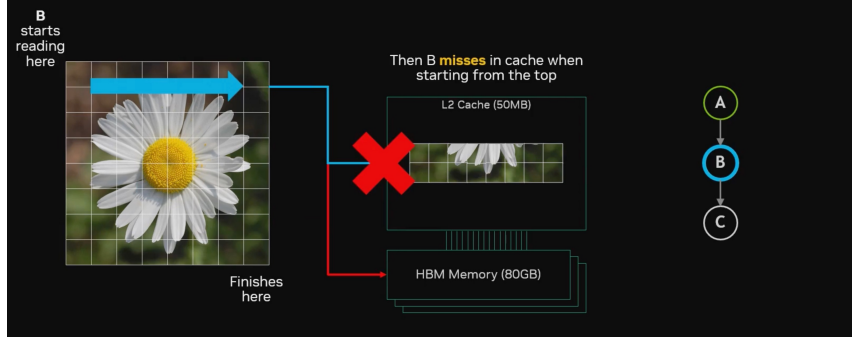 B
starts
reading
here
Finishes
here
Then B misses in cache when
starting from the top
L2 Cache (50MB)
HBM Memory (80GB)
A
B
C